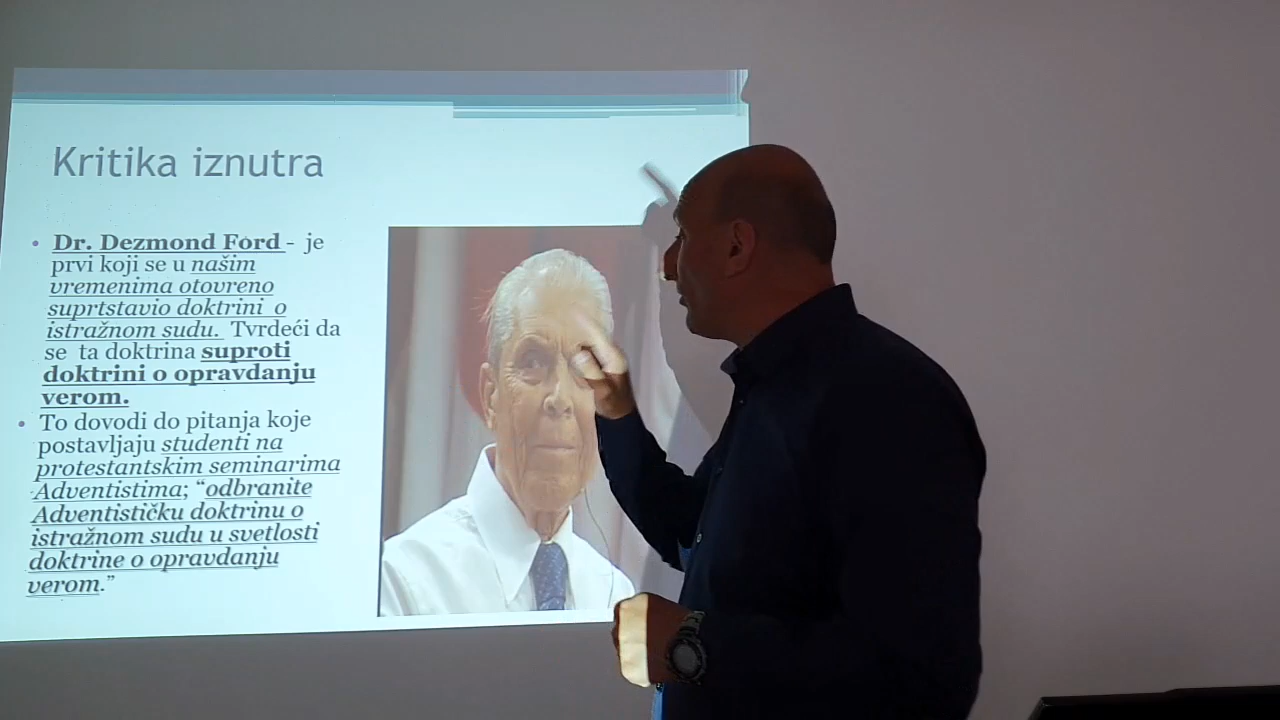 Kritika iznutra
• Dr. Dezmond Ford - je
prvi koji se u našim
vremenima otovreno
suprtstavio doktrini o
istražnom sudu. Tvrdeći da
se ta doktrina suproti
doktrini o opravdanju
verom.
• To dovodi do pitanja koje
postavljaju studenti na
protestantskim seminarima
Adventistima; “odbranite
Adventističku doktrinu o
istražnom sudu u svetlosti
doktrine o opravdanju
verom.”